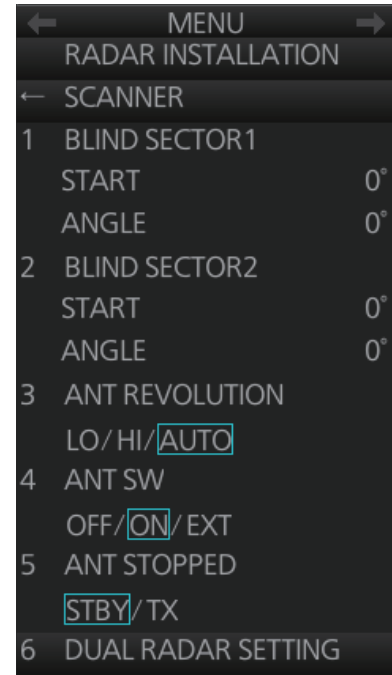 ← MENU →
RADAR INSTALLATION
← SCANNER
1 BLIND SECTOR1
START 0°
ANGLE 0°
2 BLIND SECTOR2
START 0°
ANGLE 0°
3 ANT REVOLUTION
LO/HI/AUTO
4 ANT SW
OFF/ON/EXT
5 ANT STOPPED
STBY/TX
6 DUAL RADAR SETTING